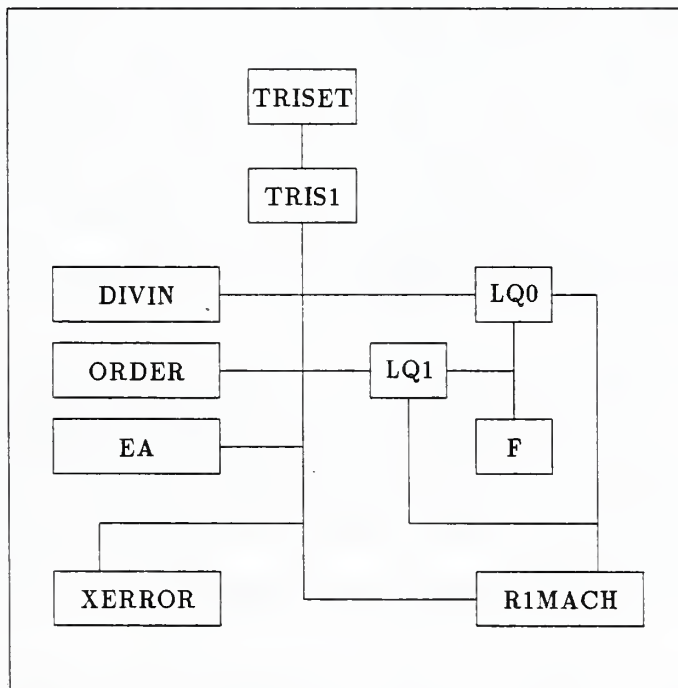 TRISET
TRIS1
DIVIN
LQ0
ORDER
LQ1
EA
F
XERROR
R1MACH